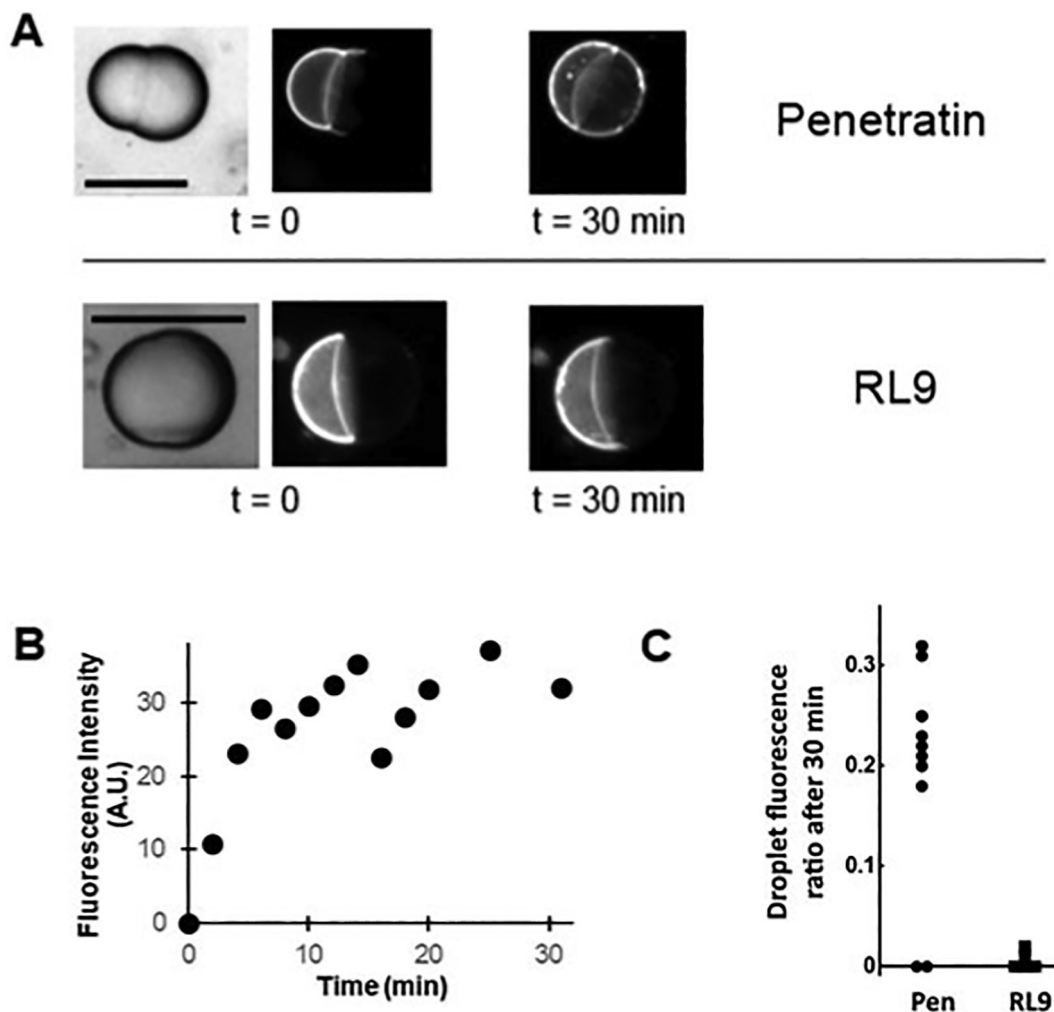 A
Penetratin
t = 0
t = 30 min
RL9
t = 0
t = 30 min
B
Fluorescence Intensity
(A.U.)
30
20
10
0
0
10
20
30
Time (min)
C
Droplet fluorescence
ratio after 30 min
0.3
0.2
0.1
0
Pen
RL9